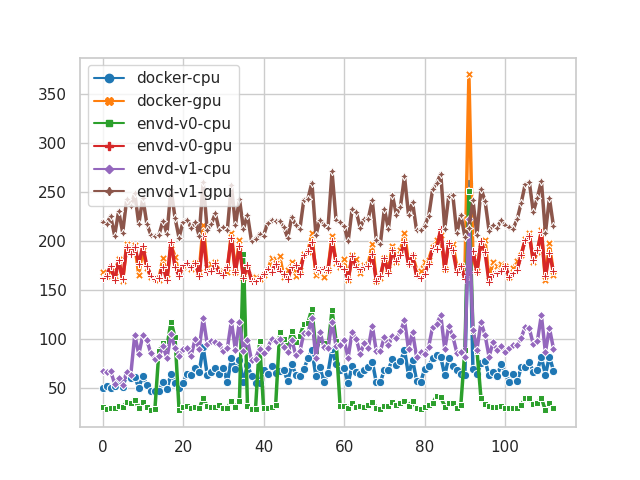 docker-cpu
docker-gpu
envd-v0-cpu
envd-v0-gpu
envd-v1-cpu
envd-v1-gpu
350
300
250
200
150
100
50
0 20 40 60 80 100